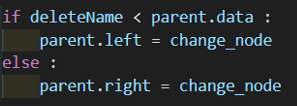 if deleteName < parent.data :
    parent.left = change_node
else :
    parent.right = change_node